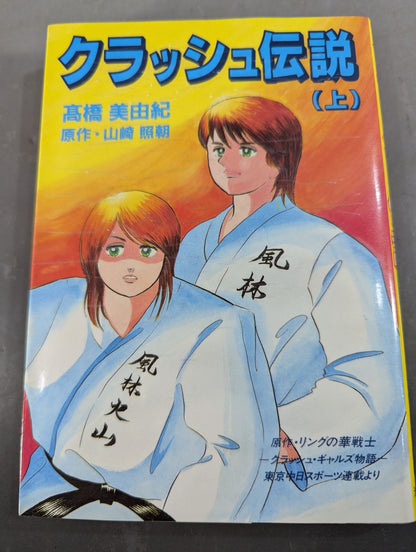 クラッシュ伝説
(上)
髙橋 美由紀
原作・山崎 照朝
風林
風林火山
原作・リングの華戦士
―クラッシュ・ギャルズ物語―
東京中日スポーツ連載より